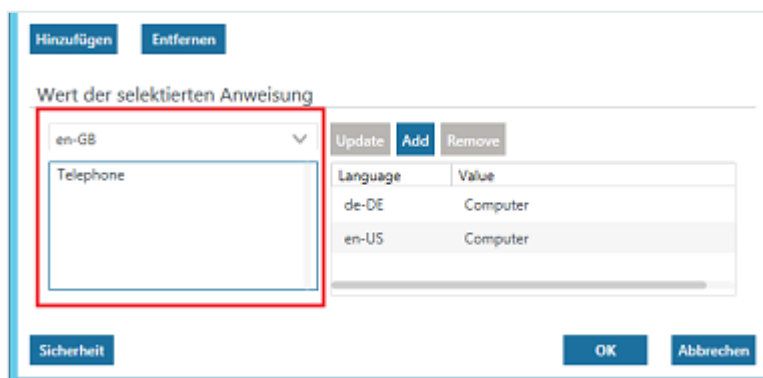 Hinzufügen Entfernen
Wert der selektierten Anweisung
en-GB Update Add Remove
Telephone Language Value
de-DE Computer
en-US Computer
Sicherheit OK Abbrechen